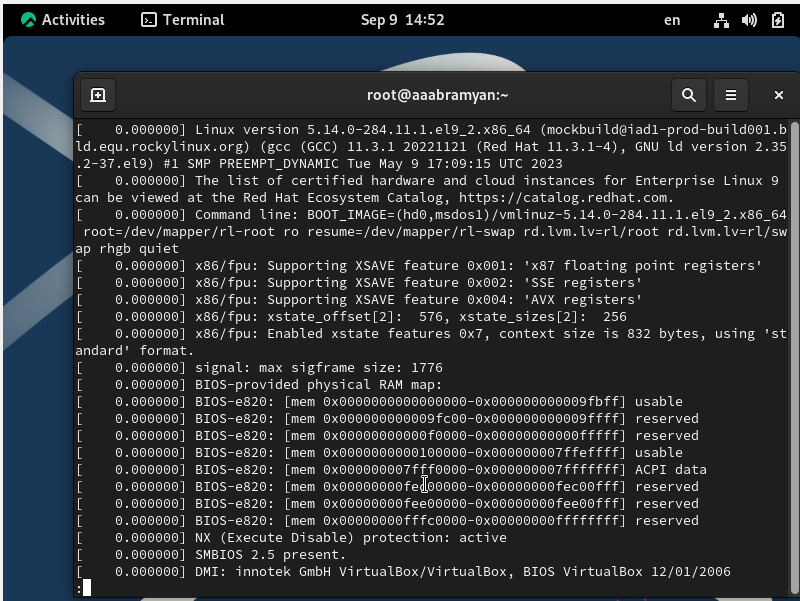 Activities Terminal Sep 9 14:52 en
root@aaabramyan:~
[    0.000000] Linux version 5.14.0-284.11.1.el9_2.x86_64 (mockbuild@iad1-prod-build001.b
ld.equ.rockylinux.org) (gcc (GCC) 11.3.1 20221121 (Red Hat 11.3.1-4), GNU ld version 2.35
.2-37.el9) #1 SMP PREEMPT_DYNAMIC Tue May 9 17:09:15 UTC 2023
[    0.000000] The list of certified hardware and cloud instances for Enterprise Linux 9
can be viewed at the Red Hat Ecosystem Catalog, https://catalog.redhat.com.
[    0.000000] Command line: BOOT_IMAGE=(hd0,msdos1)/vmlinuz-5.14.0-284.11.1.el9_2.x86_64
 root=/dev/mapper/rl-root ro resume=/dev/mapper/rl-swap rd.lvm.lv=rl/root rd.lvm.lv=rl/sw
ap rhgb quiet
[    0.000000] x86/fpu: Supporting XSAVE feature 0x001: 'x87 floating point registers'
[    0.000000] x86/fpu: Supporting XSAVE feature 0x002: 'SSE registers'
[    0.000000] x86/fpu: Supporting XSAVE feature 0x004: 'AVX registers'
[    0.000000] x86/fpu: xstate_offset[2]:  576, xstate_sizes[2]:  256
[    0.000000] x86/fpu: Enabled xstate features 0x7, context size is 832 bytes, using 'st
andard' format.
[    0.000000] signal: max sigframe size: 1776
[    0.000000] BIOS-provided physical RAM map:
[    0.000000] BIOS-e820: [mem 0x0000000000000000-0x000000000009fbff] usable
[    0.000000] BIOS-e820: [mem 0x000000000009fc00-0x000000000009ffff] reserved
[    0.000000] BIOS-e820: [mem 0x00000000000f0000-0x00000000000fffff] reserved
[    0.000000] BIOS-e820: [mem 0x0000000000100000-0x000000007ffeffff] usable
[    0.000000] BIOS-e820: [mem 0x000000007fff0000-0x000000007fffffff] ACPI data
[    0.000000] BIOS-e820: [mem 0x00000000fec00000-0x00000000fec00fff] reserved
[    0.000000] BIOS-e820: [mem 0x00000000fee00000-0x00000000fee00fff] reserved
[    0.000000] BIOS-e820: [mem 0x00000000fffc0000-0x00000000ffffffff] reserved
[    0.000000] NX (Execute Disable) protection: active
[    0.000000] SMBIOS 2.5 present.
[    0.000000] DMI: innotek GmbH VirtualBox/VirtualBox, BIOS VirtualBox 12/01/2006
: